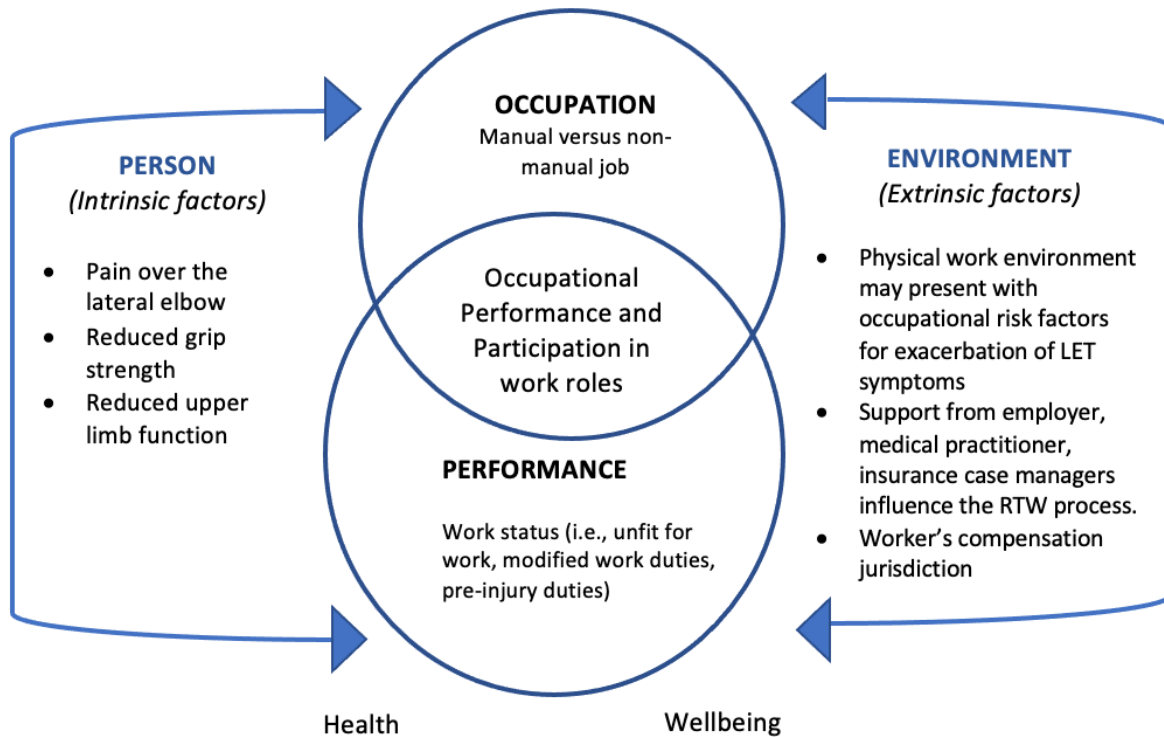 PERSON
(Intrinsic factors)
• Pain over the
lateral elbow
• Reduced grip
strength
• Reduced upper
limb function
OCCUPATION
Manual versus non-
manual job
Occupational
Performance and
Participation in
work roles
PERFORMANCE
Work status (i.e., unfit for
work, modified work duties,
pre-injury duties)
ENVIRONMENT
(Extrinsic factors)
• Physical work environment
may present with
occupational risk factors
for exacerbation of LET
symptoms
• Support from employer,
medical practitioner,
insurance case managers
influence the RTW process.
• Worker’s compensation
jurisdiction
Health
Wellbeing